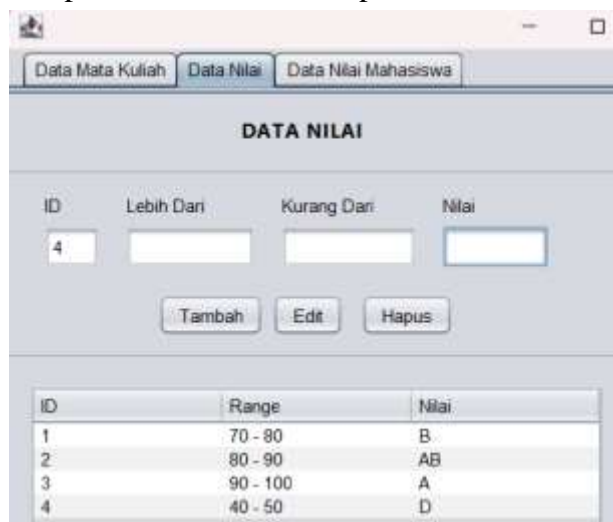 Data Mata Kuliah Data Nilai Data Nilai Mahasiswa
DATA NILAI
ID Lebih Dari Kurang Dari Nilai
4
Tambah Edit Hapus
ID Range Nilai
1 70 - 80 B
2 80 - 90 AB
3 90 - 100 A
4 40 - 50 D